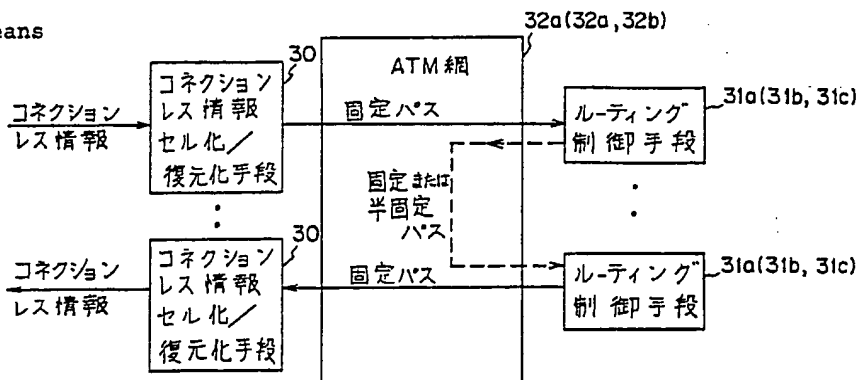 eans
32a(32a, 32b)
ATM網
30
コネクション
レス情報
セル化/
復元化手段
コネクション
レス情報
固定パス
31a(31b, 31c)
ルーティング
制御手段
固定または
半固定
パス
30
コネクション
レス情報
セル化/
復元化手段
コネクション
レス情報
固定パス
31a(31b, 31c)
ルーティング
制御手段